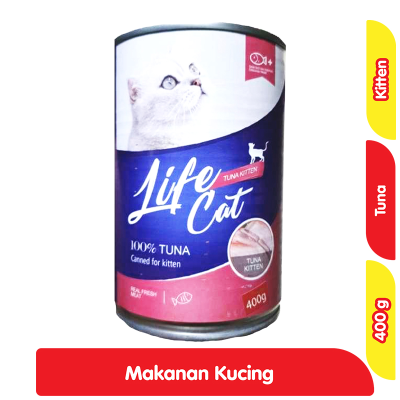 Life
Cat
TUNA KITTEN
100% TUNA
Canned for kitten
REAL FRESH
MEAT
TUNA
KITTEN
400g
Kitten
Tuna
400 g
Makanan Kucing